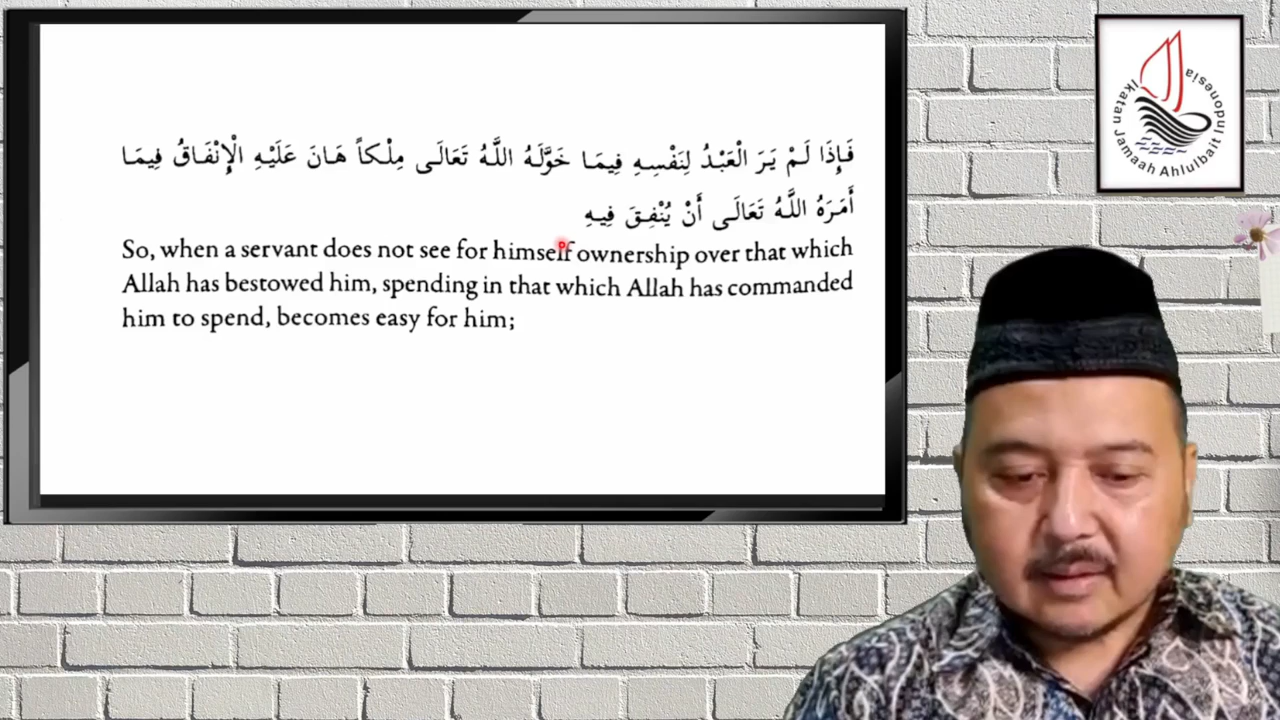 فَإِذَا لَمْ يَرَ الْعَبْدُ لِنَفْسِهِ فِيمَا خَوَّلَهُ اللَّهُ تَعَالَى مِلْكاً هَانَ عَلَيْهِ الْإِنْفَاقُ فِيمَا
أَمَرَهُ اللَّهُ تَعَالَى أَنْ يُنْفِقَ فِيهِ
So, when a servant does not see for himself ownership over that which
Allah has bestowed him, spending in that which Allah has commanded
him to spend, becomes easy for him;
Ikatan Jamaah Ahlulbait Indonesia